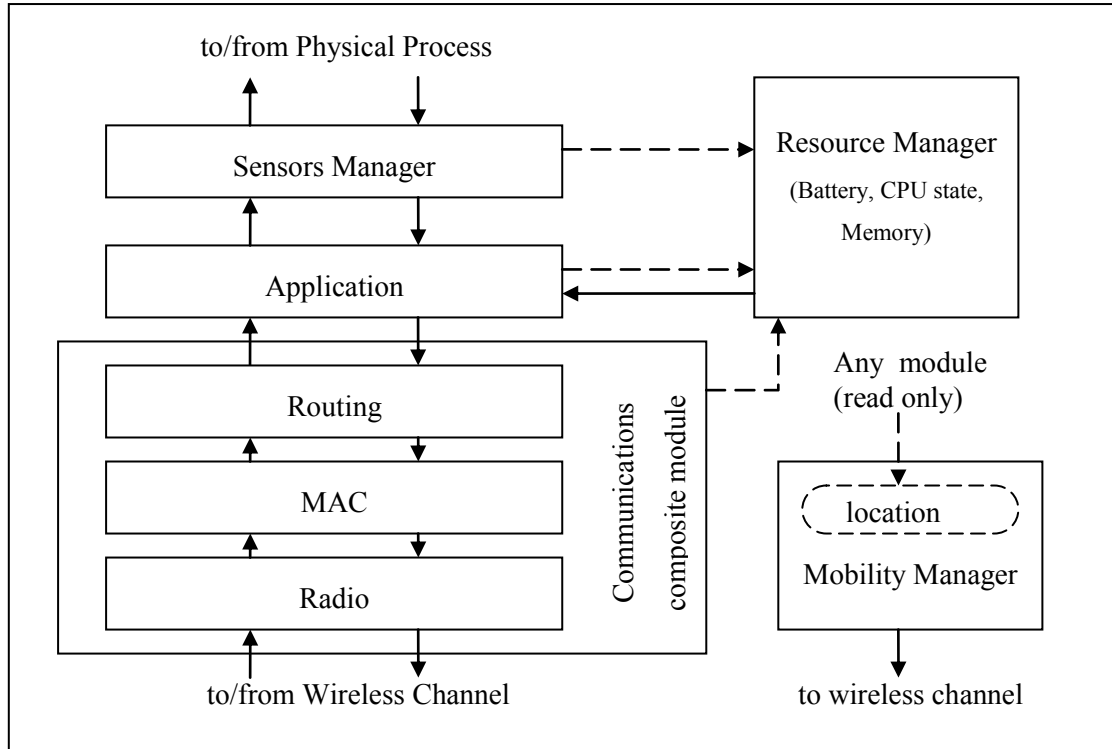 to/from Physical Process
Sensors Manager
Resource Manager
(Battery, CPU state,
Memory)
Application
Any module
(read only)
Routing
Communications
composite module
MAC
location
Mobility Manager
Radio
to/from Wireless Channel
to wireless channel